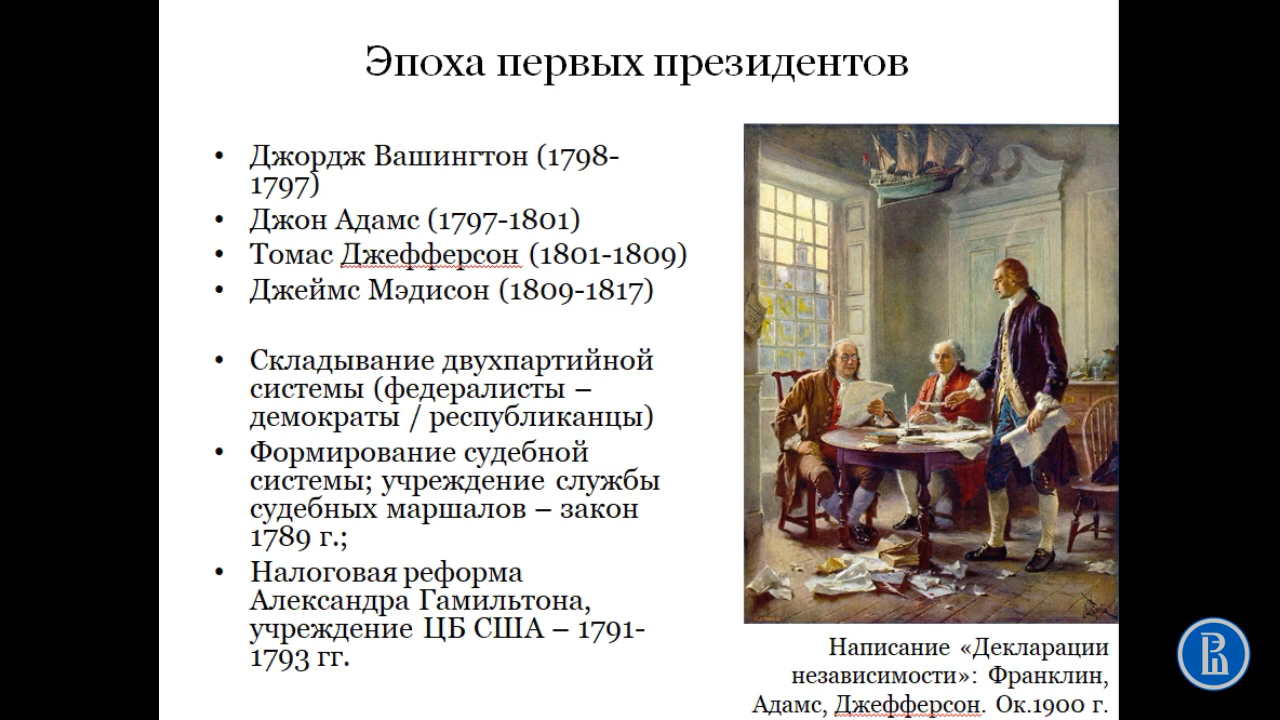 Эпоха первых президентов
• Джордж Вашингтон (1798-
1797)
• Джон Адамс (1797-1801)
• Томас Джефферсон (1801-1809)
• Джеймс Мэдисон (1809-1817)
• Складывание двухпартийной
системы (федералисты –
демократы / республиканцы)
• Формирование судебной
системы; учреждение службы
судебных маршалов – закон
1789 г.;
• Налоговая реформа
Александра Гамильтона,
учреждение ЦБ США – 1791-
1793 гг.
Написание «Декларации
независимости»: Франклин,
Адамс, Джефферсон. Ок.1900 г.